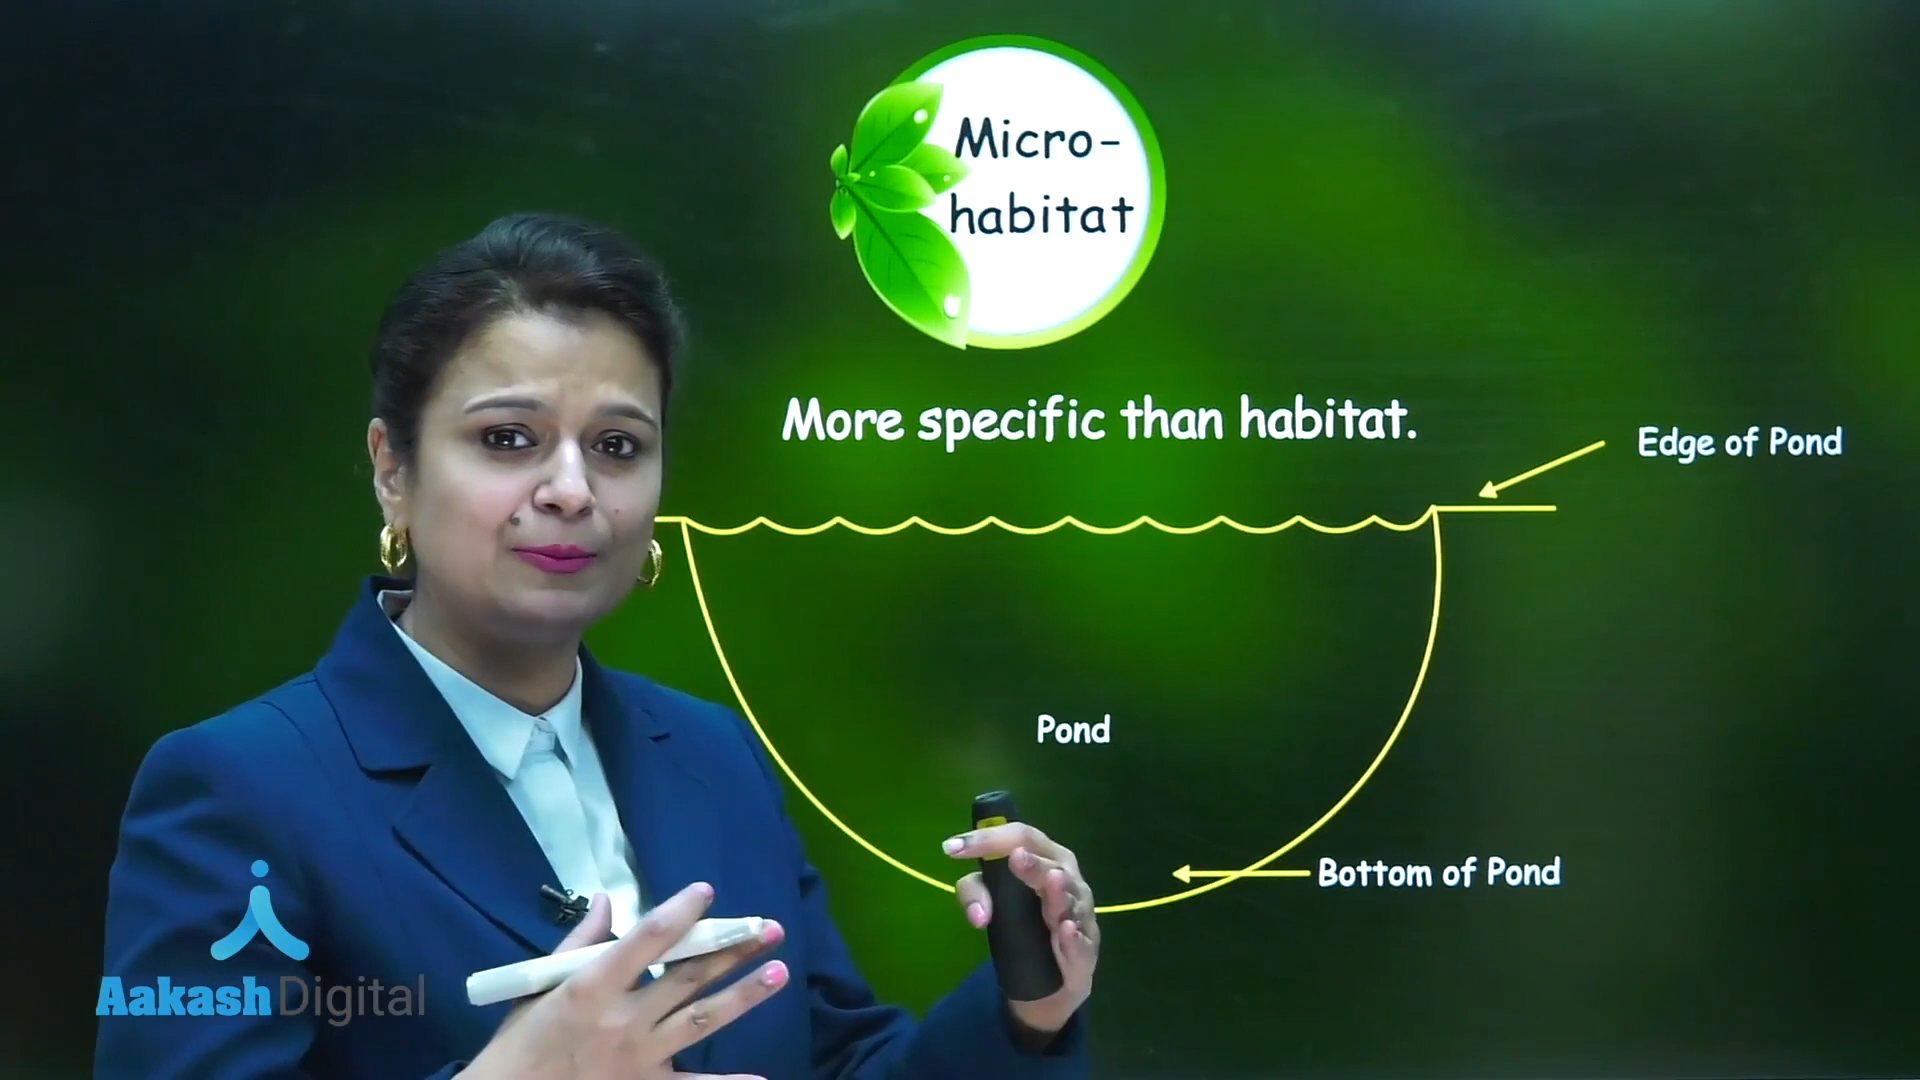 Micro-
habitat
More specific than habitat.
Edge of Pond
Pond
Bottom of Pond
Aakash Digital